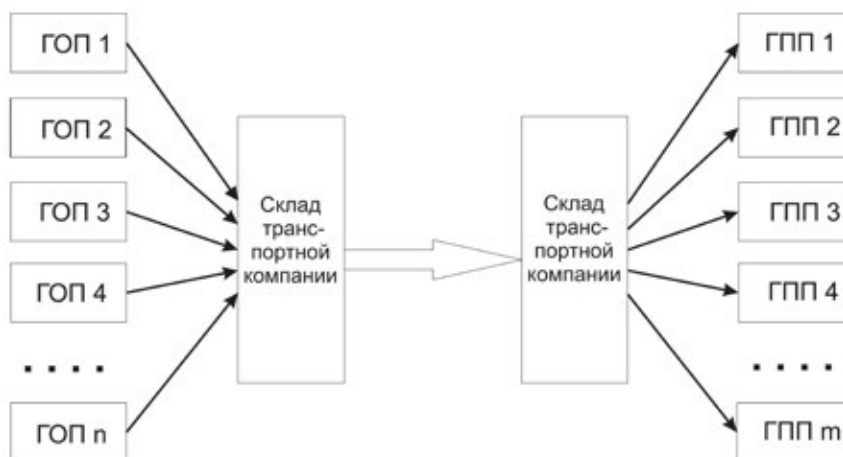 ГОП 1
ГОП 2
ГОП 3
ГОП 4
. . . .
ГОП n
Склад
транс-
портной
компании
Склад
транс-
портной
компании
ГПП 1
ГПП 2
ГПП 3
ГПП 4
. . . .
ГПП m